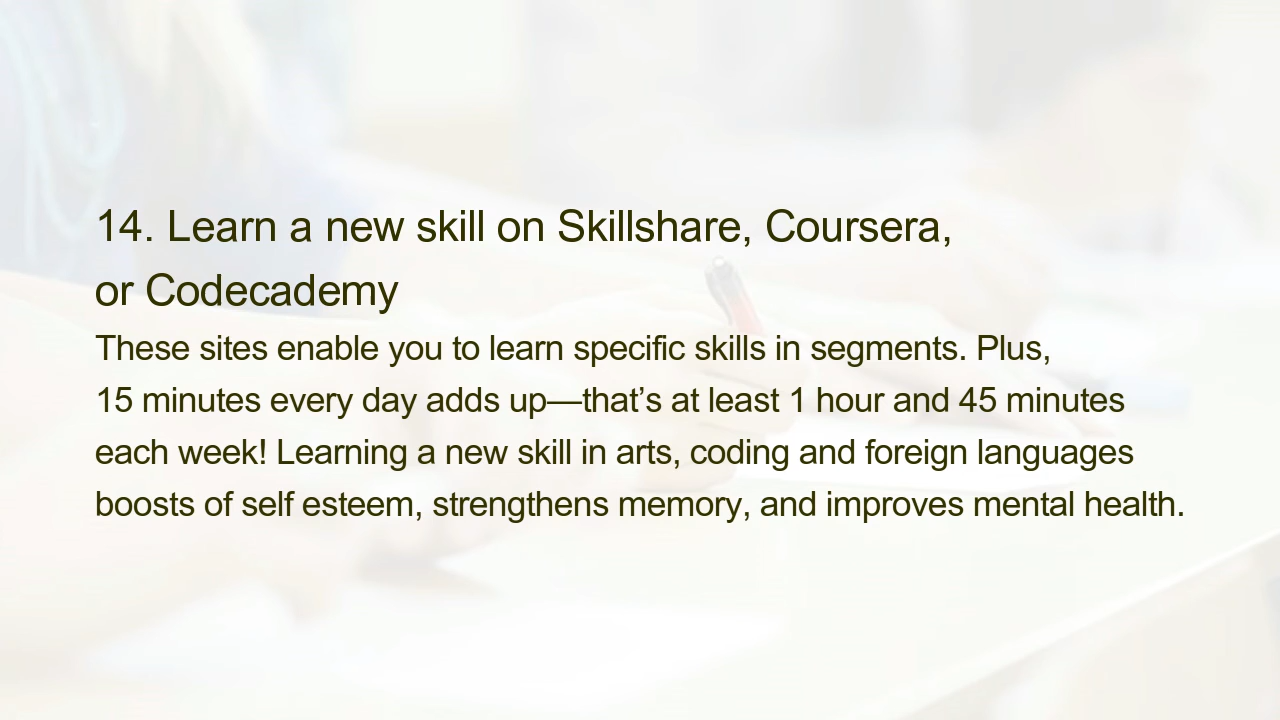 14. Learn a new skill on Skillshare, Coursera,
or Codecademy
These sites enable you to learn specific skills in segments. Plus,
15 minutes every day adds up—that’s at least 1 hour and 45 minutes
each week! Learning a new skill in arts, coding and foreign languages
boosts of self esteem, strengthens memory, and improves mental health.